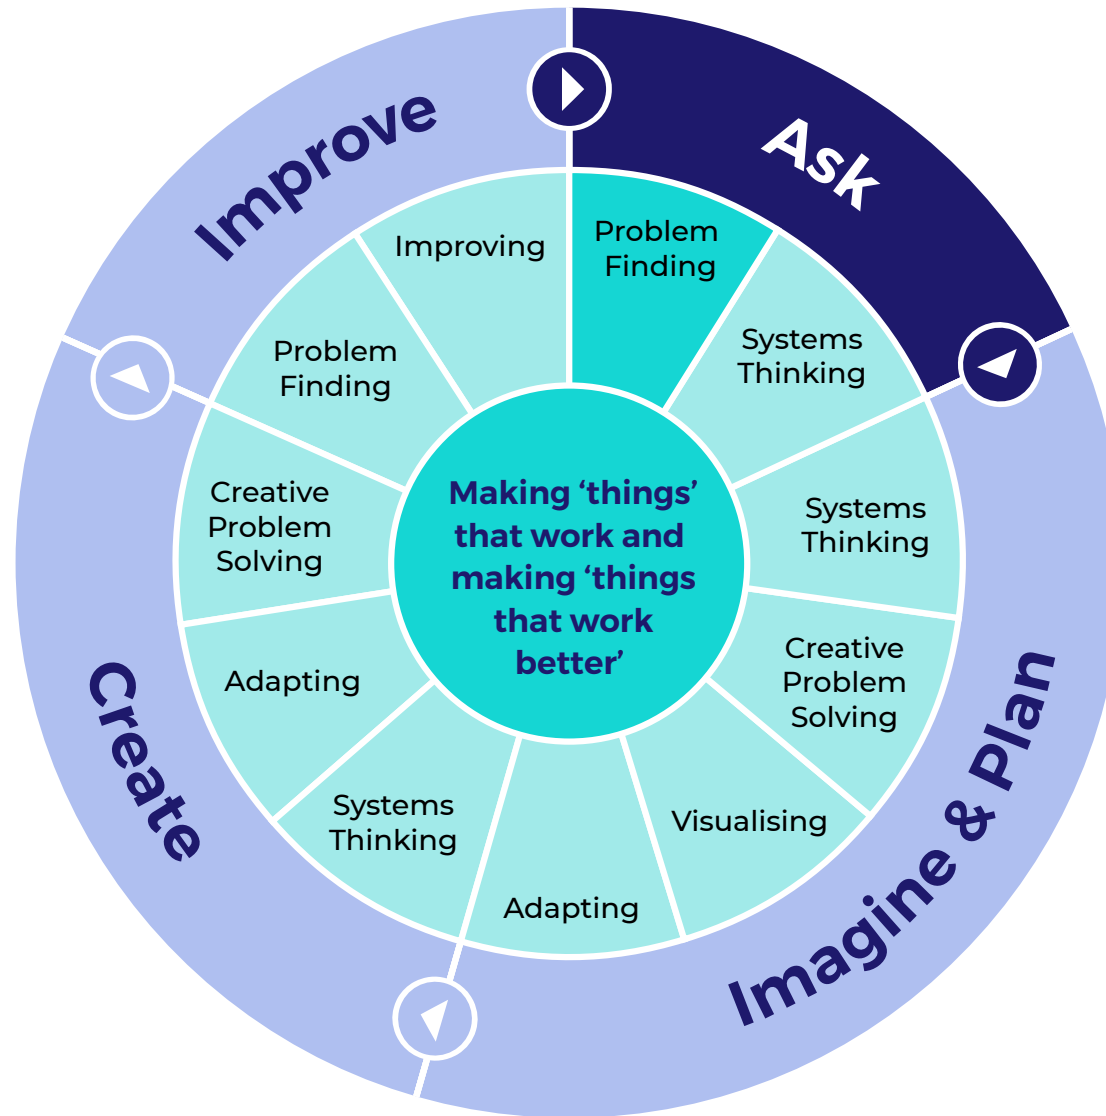 Ask
Imagine & Plan
Create
Improve
Problem
Finding
Systems
Thinking
Systems
Thinking
Creative
Problem
Solving
Visualising
Adapting
Systems
Thinking
Adapting
Creative
Problem
Solving
Problem
Finding
Improving
Making ‘things’
that work and
making ‘things
that work
better’